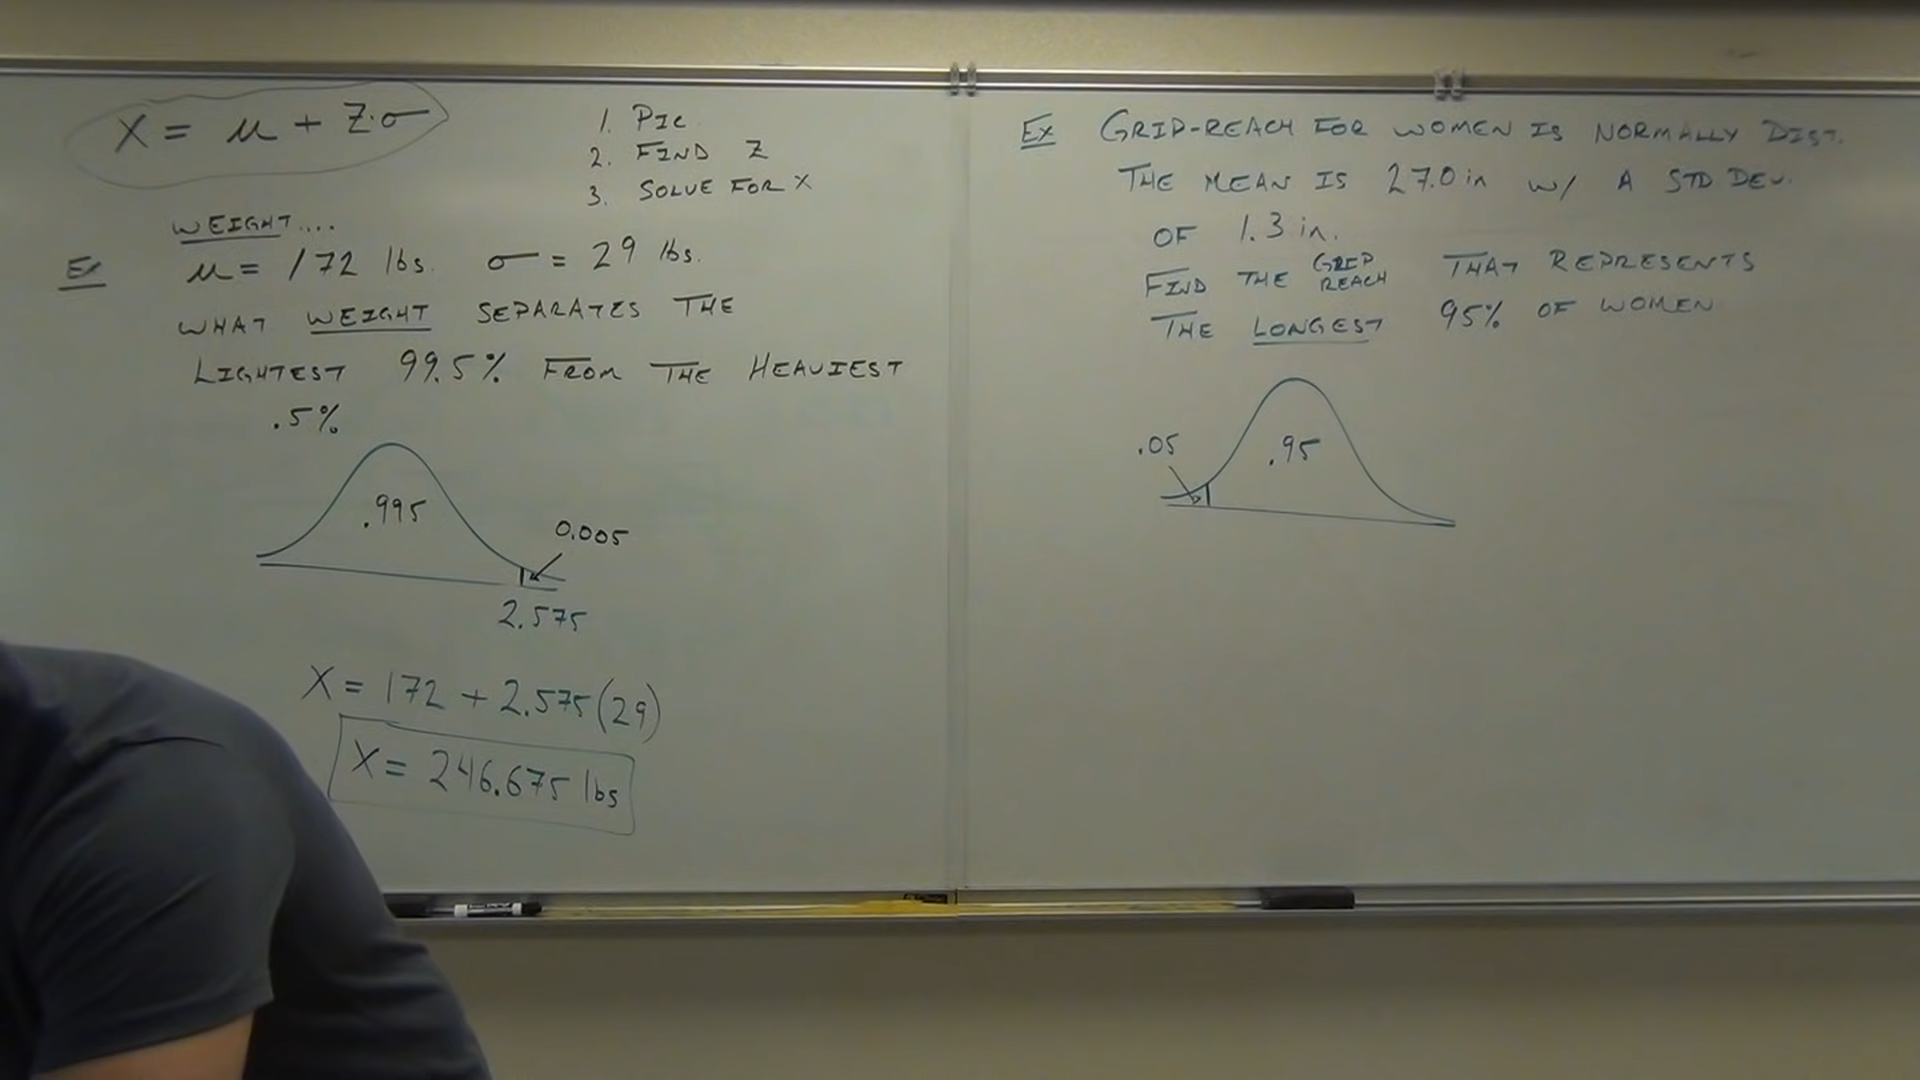 X = μ + Z·σ
1. PIC
2. FIND Z
3. SOLVE FOR X
WEIGHT....
Ex μ = 172 lbs. σ = 29 lbs.
WHAT WEIGHT SEPARATES THE
LIGHTEST 99.5% FROM THE HEAVIEST
.5%
.995
0.005
2.575
X = 172 + 2.575(29)
X = 246.675 lbs
Ex GRIP-REACH FOR WOMEN IS NORMALLY DIST.
THE MEAN IS 27.0 in w/ A STD DEV.
OF 1.3 in.
FIND THE GRIP REACH THAT REPRESENTS
THE LONGEST 95% OF WOMEN
.05
.95